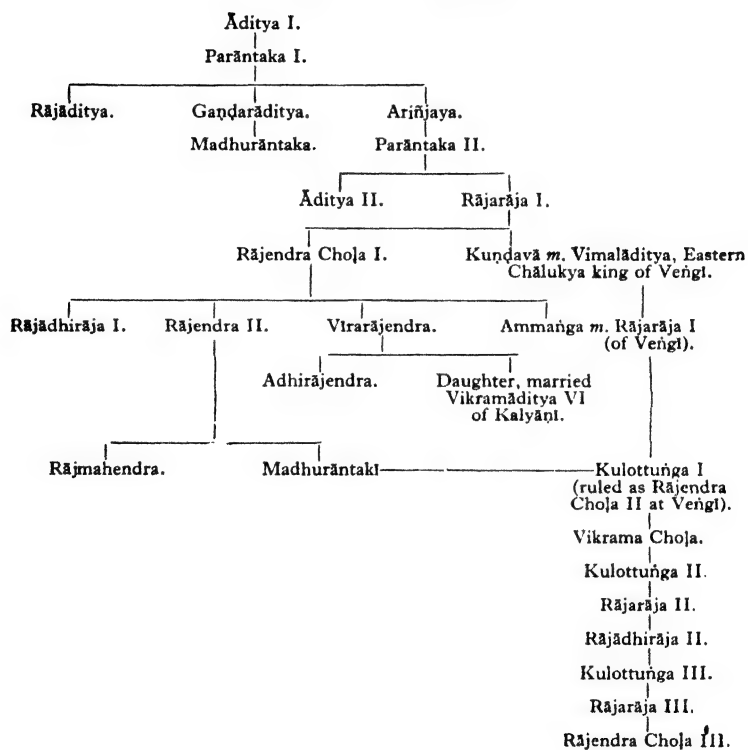 Āditya I.
Parāntaka I.
Rājāditya. Gaṇḍarāditya. Ariñjaya.
Madhurāntaka. Parāntaka II.
Āditya II. Rājarāja I.
Rājendra Choḷa I. Kuṇḍavā m. Vimalāditya, Eastern
Chālukya king of Veṅgī.
Rājādhirāja I. Rājendra II. Vīrarājendra. Ammaṅga m. Rājarāja I
(of Veṅgī).
Adhirājendra. Daughter, married
Vikramāditya VI
of Kalyāṇī.
Rājmahendra. Madhurāntakī Kulottuṅga I
(ruled as Rājendra
Choḷa II at Veṅgī).
Vikrama Choḷa.
Kulottuṅga II.
Rājarāja II.
Rājādhirāja II.
Kulottuṅga III.
Rājarāja III.
Rājendra Choḷa III.